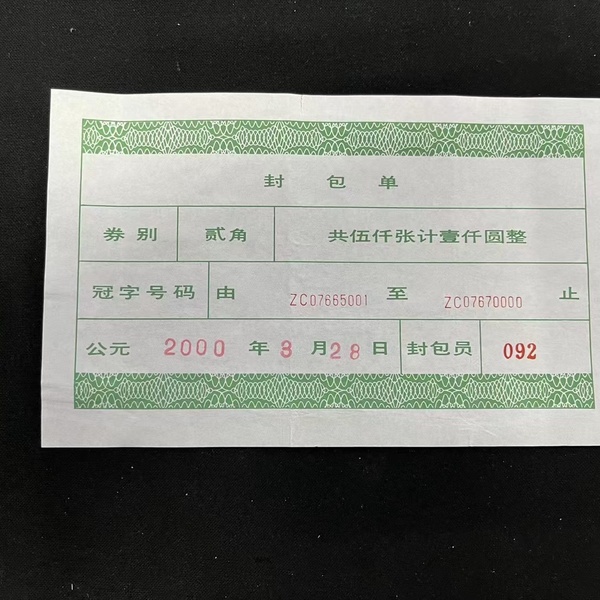 封包单
券别 贰角 共伍仟张计壹仟圆整
冠字号码 由 ZC07665001 至 ZC07670000 止
公元 2000 年 3 月 28 日 封包员 092